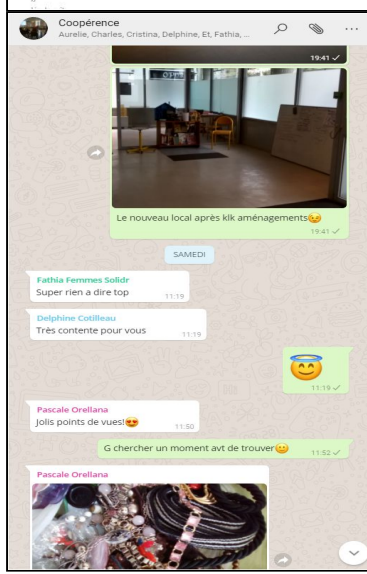 Coopérence
Aurelie, Charles, Cristina, Delphine, Et, Fathia, ...
19:41
Le nouveau local après klk aménagements😉
19:41
SAMEDI
Fathia Femmes Solidr
Super rien a dire top
11:19
Delphine Cotilleau
Très contente pour vous
11:19
😇
11:19
Pascale Orellana
Jolis points de vues!😍
11:50
G chercher un moment avt de trouver😐
11:52
Pascale Orellana